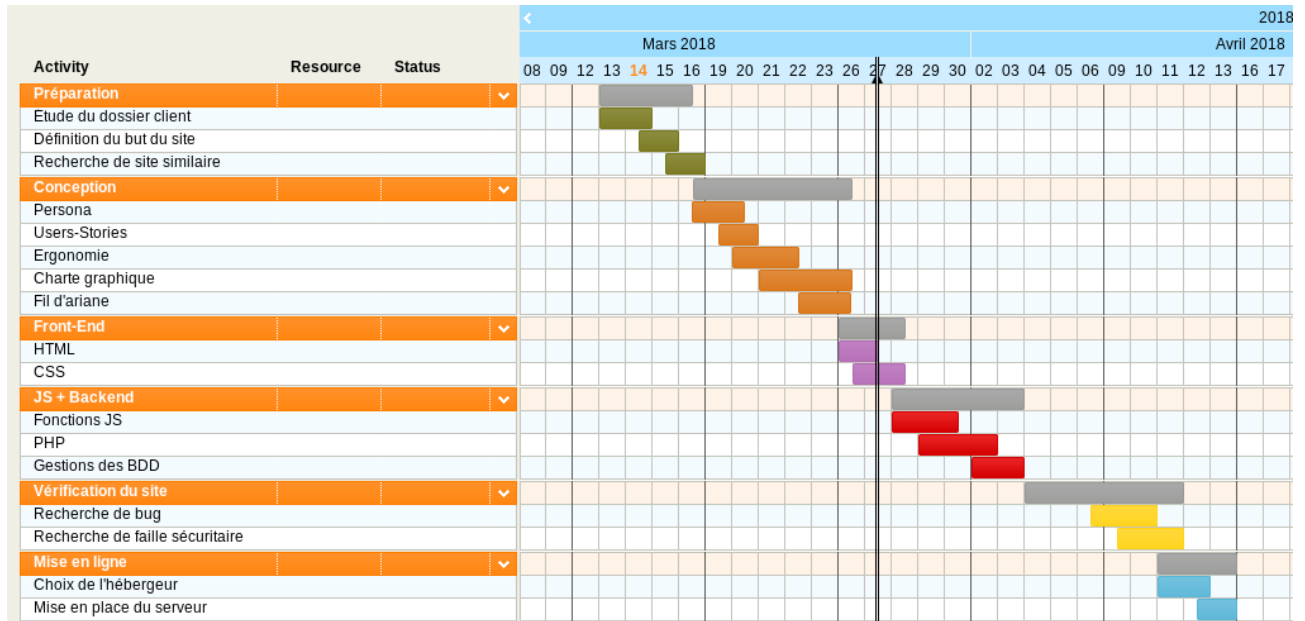 2018
Mars 2018 Avril 2018
Activity Resource Status 08 09 12 13 14 15 16 19 20 21 22 23 26 27 28 29 30 02 03 04 05 06 09 10 11 12 13 16 17
Préparation
Etude du dossier client
Définition du but du site
Recherche de site similaire
Conception
Persona
Users-Stories
Ergonomie
Charte graphique
Fil d'ariane
Front-End
HTML
CSS
JS + Backend
Fonctions JS
PHP
Gestions des BDD
Vérification du site
Recherche de bug
Recherche de faille sécuritaire
Mise en ligne
Choix de l'hébergeur
Mise en place du serveur